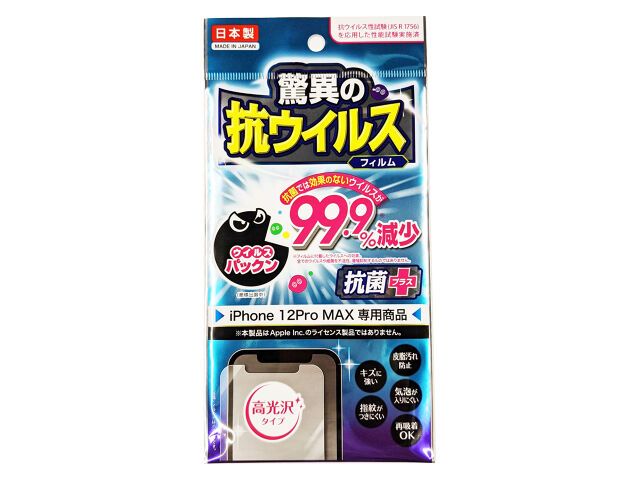 日本製
MADE IN JAPAN
抗ウイルス性試験(JIS R 1756)
を応用した性能試験実施済
驚異の
抗ウイルス
フィルム
抗菌では効果のないウイルスが
99.9%減少
ウイルス
パックン
(商標出願中)
抗菌プラス
iPhone 12Pro MAX 専用商品
※本製品はApple Inc.のライセンス製品ではありません。
高光沢
タイプ
キズに
強い
皮脂汚れ
防止
指紋が
つきにくい
気泡が
入りにくい
再吸着
OK